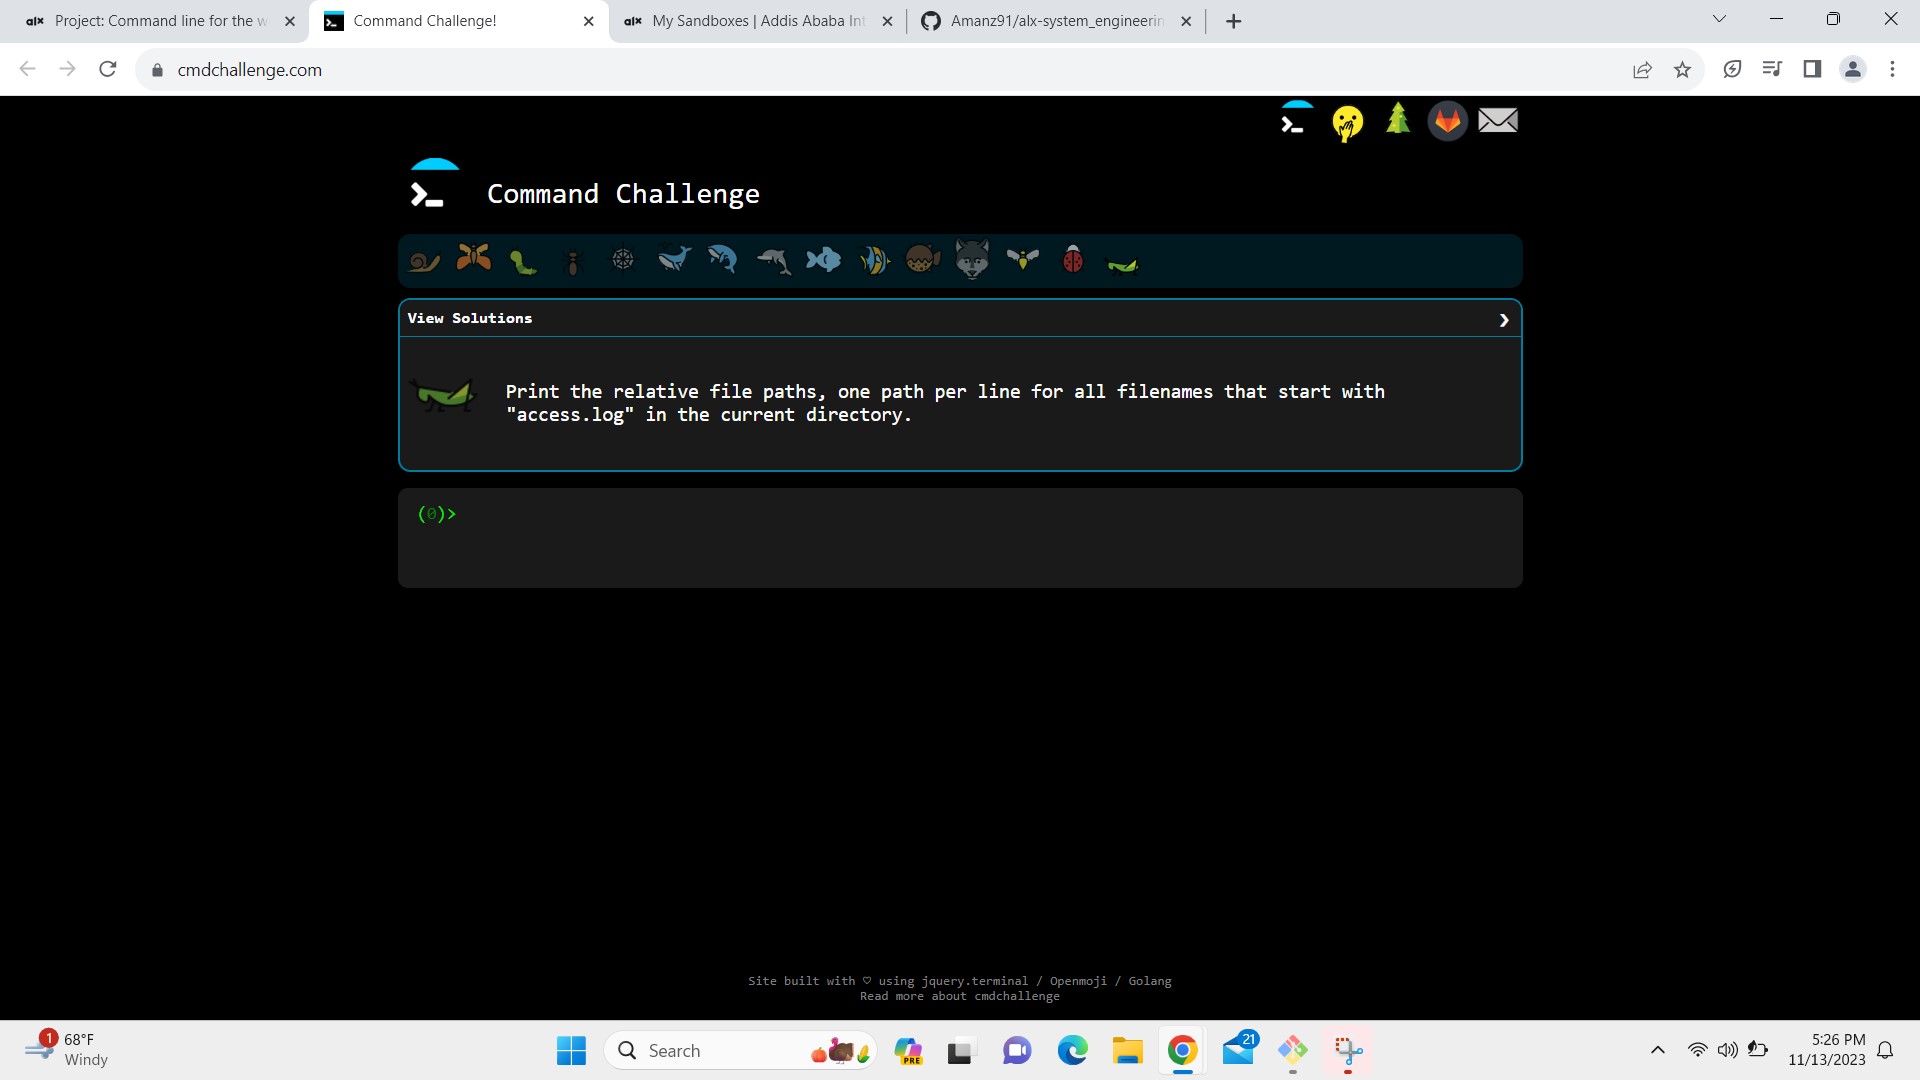 alx Project: Command line for the w
Command Challenge!
alx My Sandboxes | Addis Ababa Int
Amanz91/alx-system_engineerin
cmdchallenge.com
Command Challenge
View Solutions
Print the relative file paths, one path per line for all filenames that start with
"access.log" in the current directory.
(0)>
Site built with ♡ using jquery.terminal / Openmoji / Golang
Read more about cmdchallenge
1
68°F
Windy
Search
PRE
21
5:26 PM
11/13/2023